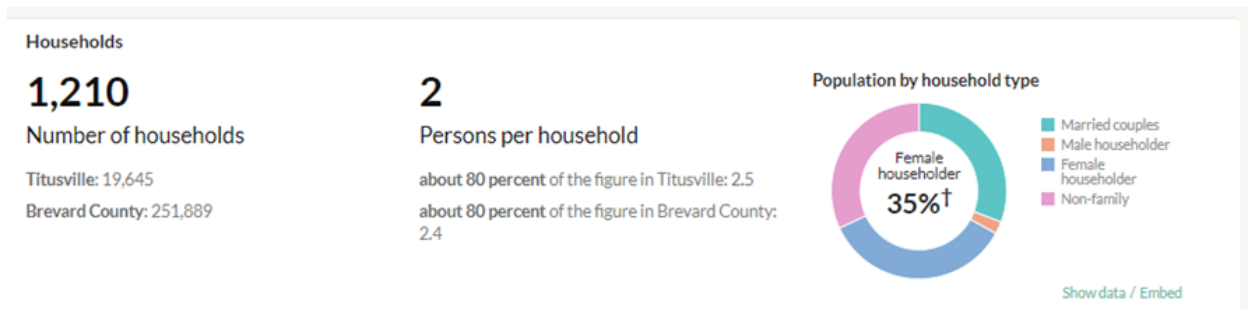 Households
1,210
Number of households
Titusville: 19,645
Brevard County: 251,889
2
Persons per household
about 80 percent of the figure in Titusville: 2.5
about 80 percent of the figure in Brevard County:
2.4
Population by household type
Female
householder
35%†
Married couples
Male householder
Female
householder
Non-family
Show data / Embed